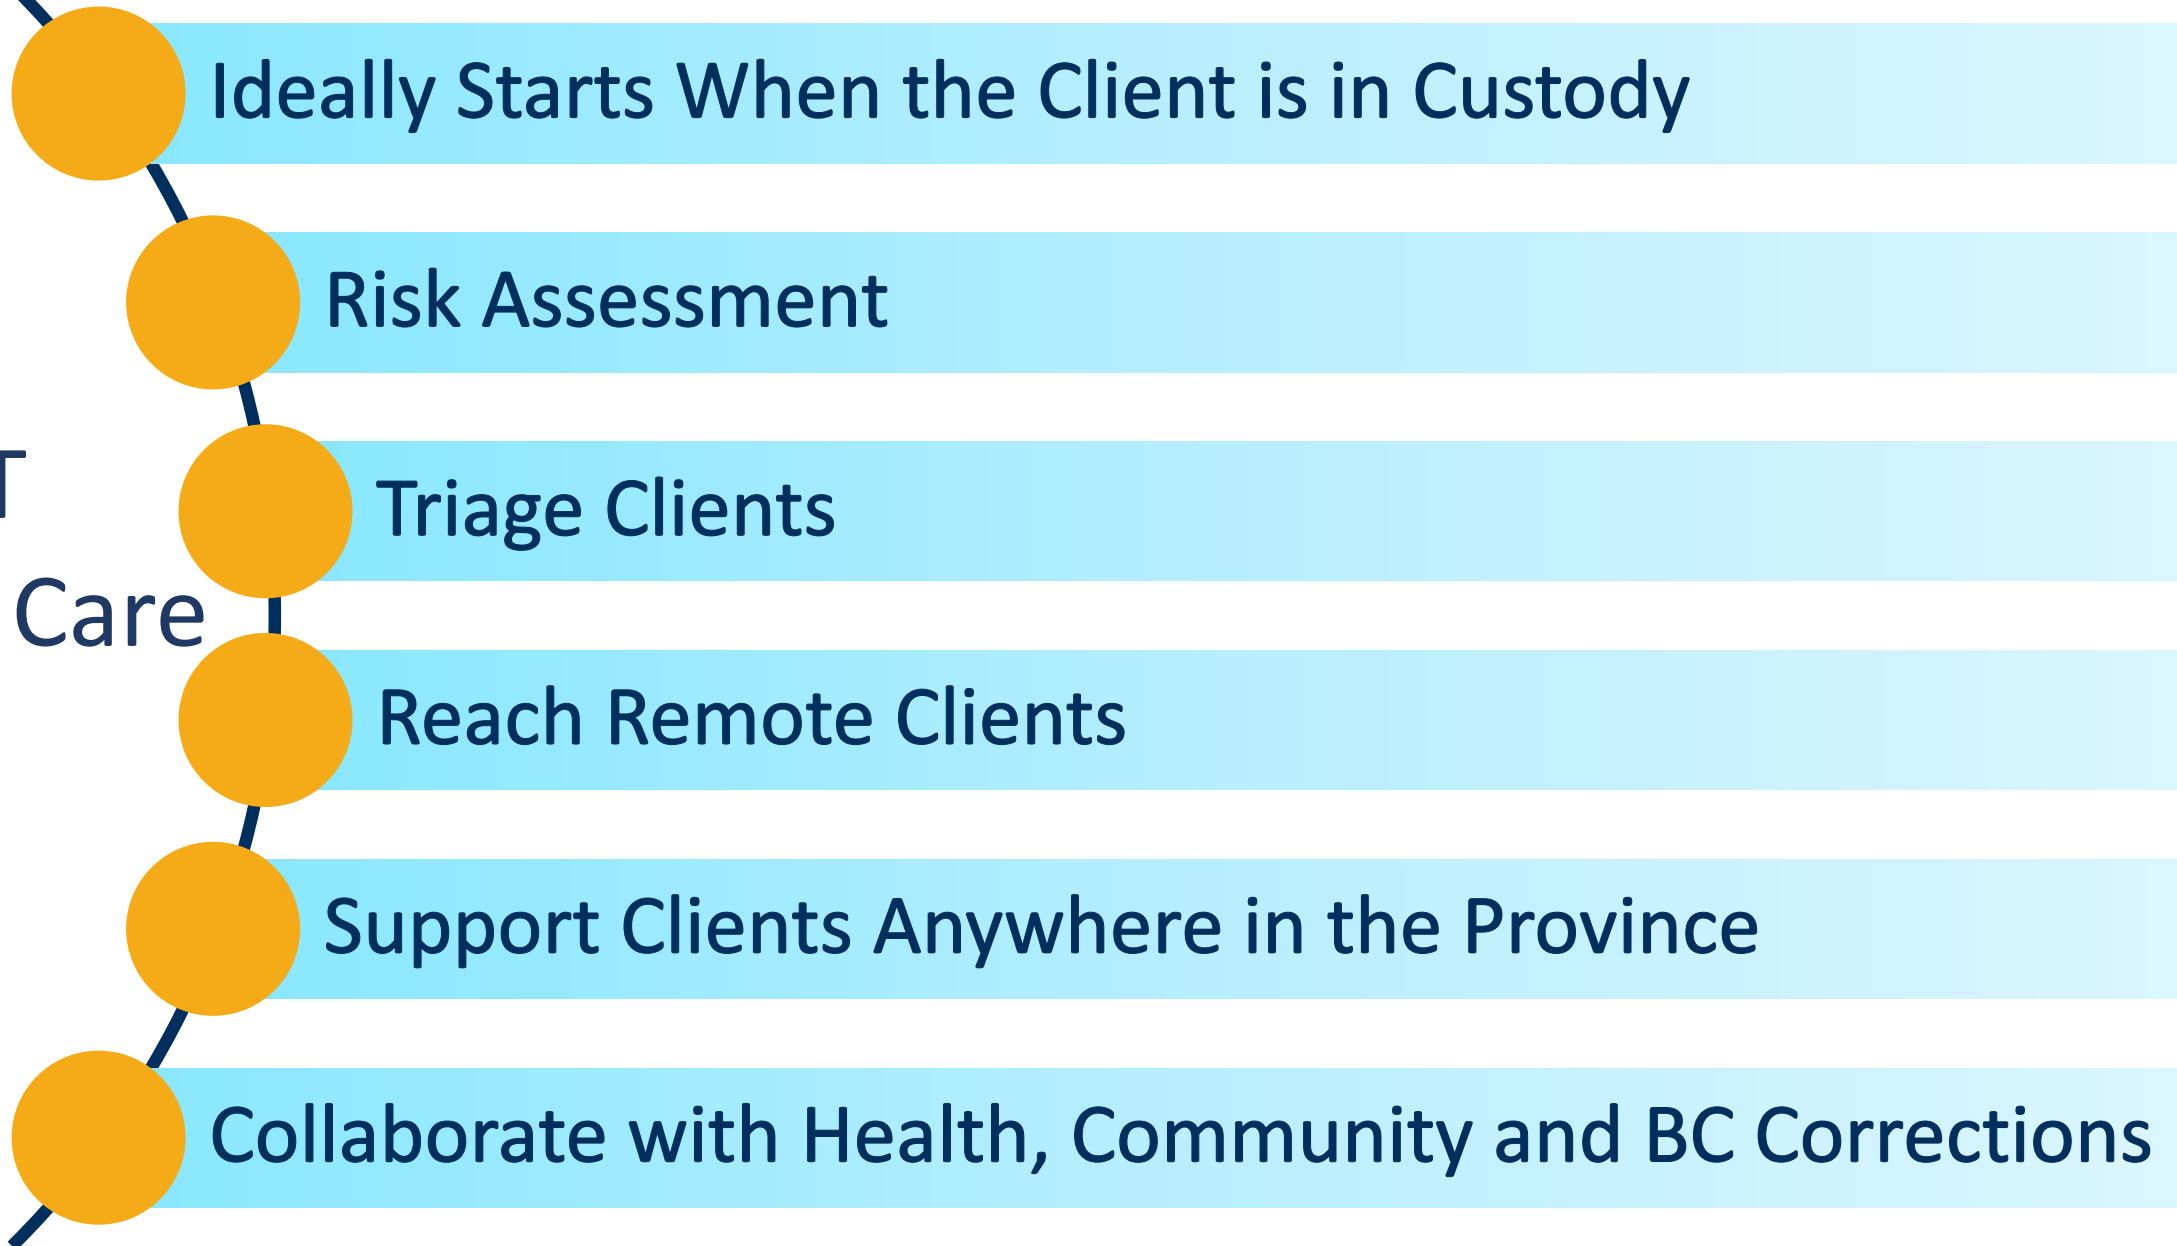 Ideally Starts When the Client is in Custody
Risk Assessment
T
Care
Triage Clients
Reach Remote Clients
Support Clients Anywhere in the Province
Collaborate with Health, Community and BC Corrections